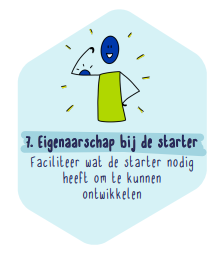 7. Eigenaarschap bij de starter
Faciliteer wat de starter nodig
heeft om te kunnen
ontwikkelen